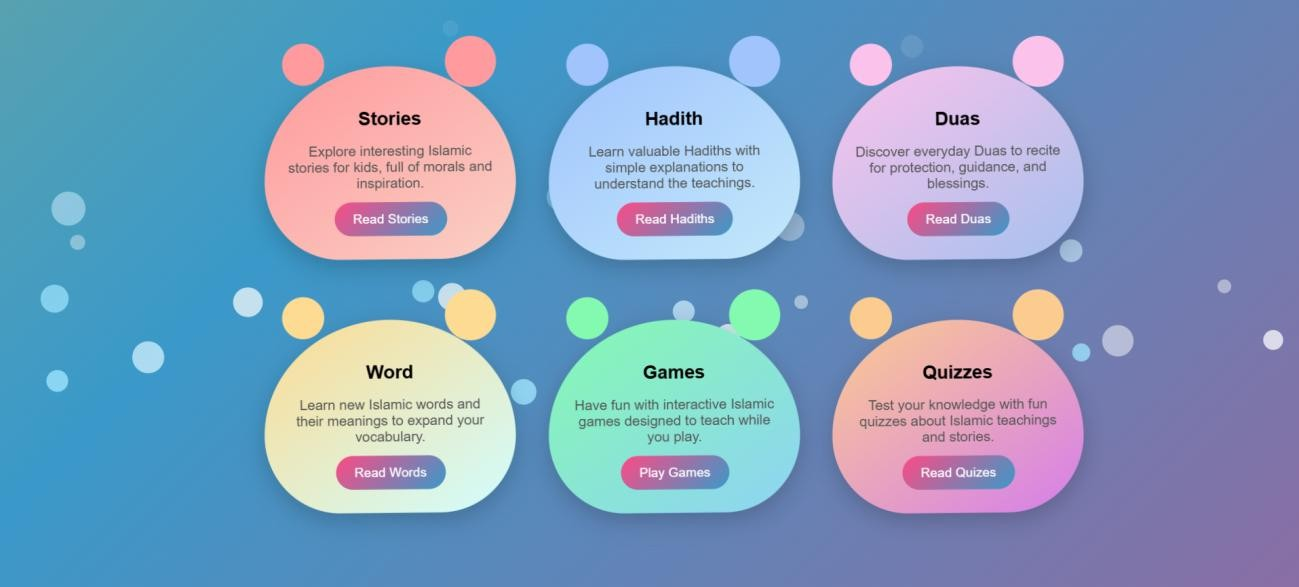 Stories
Explore interesting Islamic
stories for kids, full of morals and
inspiration.
Read Stories
Hadith
Learn valuable Hadiths with
simple explanations to
understand the teachings.
Read Hadiths
Duas
Discover everyday Duas to recite
for protection, guidance, and
blessings.
Read Duas
Word
Learn new Islamic words and
their meanings to expand your
vocabulary.
Read Words
Games
Have fun with interactive Islamic
games designed to teach while
you play.
Play Games
Quizzes
Test your knowledge with fun
quizzes about Islamic teachings
and stories.
Read Quizes